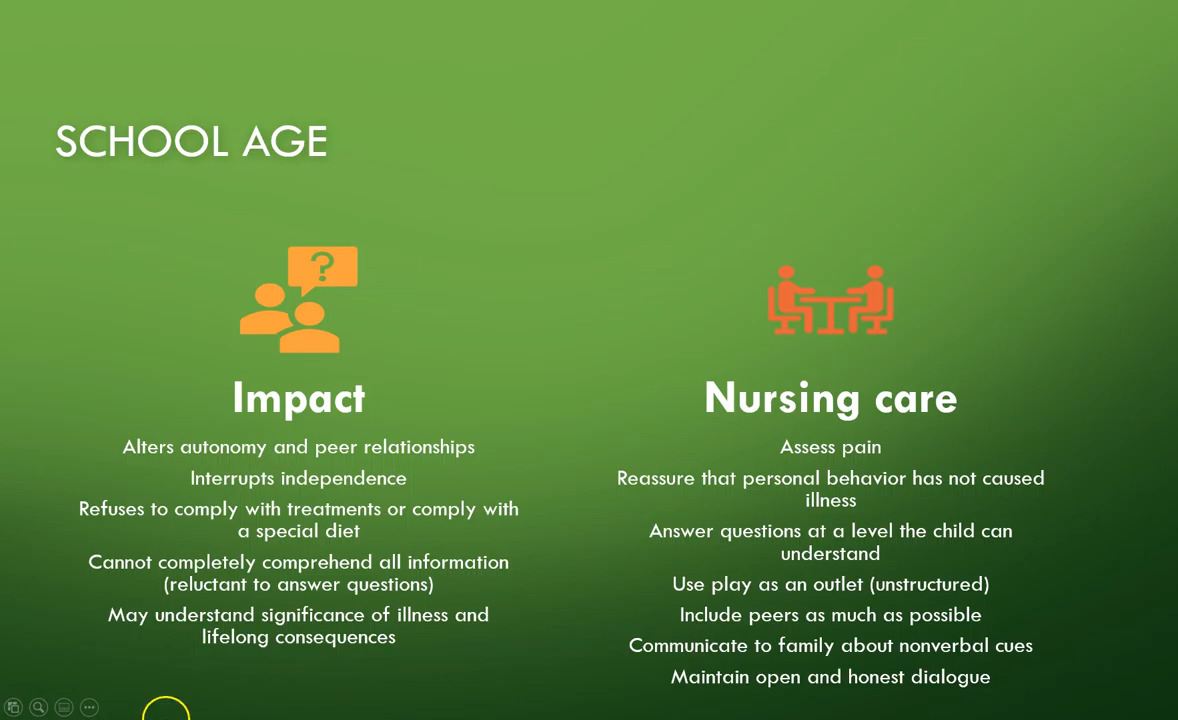 SCHOOL AGE
?
Impact
Alters autonomy and peer relationships
Interrupts independence
Refuses to comply with treatments or comply with
a special diet
Cannot completely comprehend all information
(reluctant to answer questions)
May understand significance of illness and
lifelong consequences
Nursing care
Assess pain
Reassure that personal behavior has not caused
illness
Answer questions at a level the child can
understand
Use play as an outlet (unstructured)
Include peers as much as possible
Communicate to family about nonverbal cues
Maintain open and honest dialogue